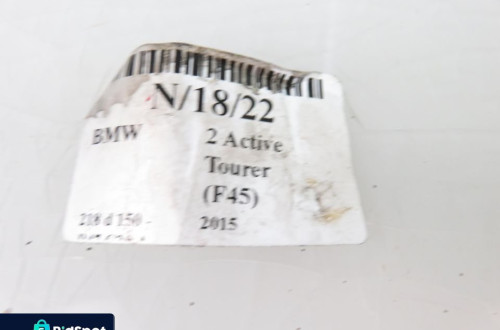 N/18/22
BMW 2 Active
Tourer
(F45)
218 d 150 - 2015